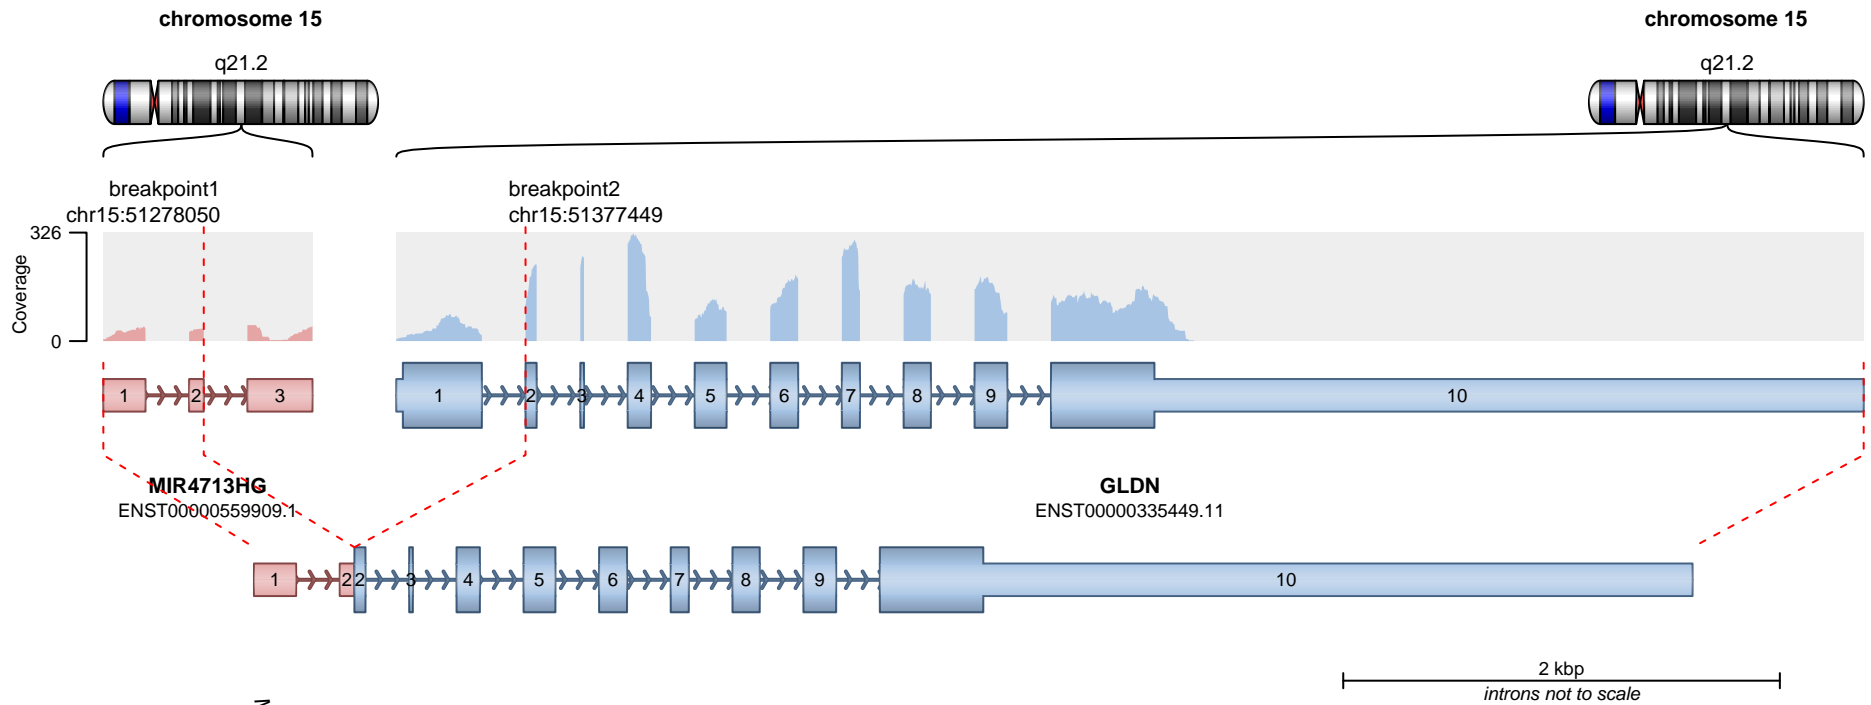 chromosome 15
chromosome 15
q21.2
q21.2
breakpoint1
chr15:51278050
breakpoint2
chr15:51377449
326
0
Coverage
1 2 3
1 2 3 4 5 6 7 8 9 10
MIR4713HG
ENST00000559909.1
GLDN
ENST00000335449.11
1 2 2 3 4 5 6 7 8 9 10
2 kbp
introns not to scale